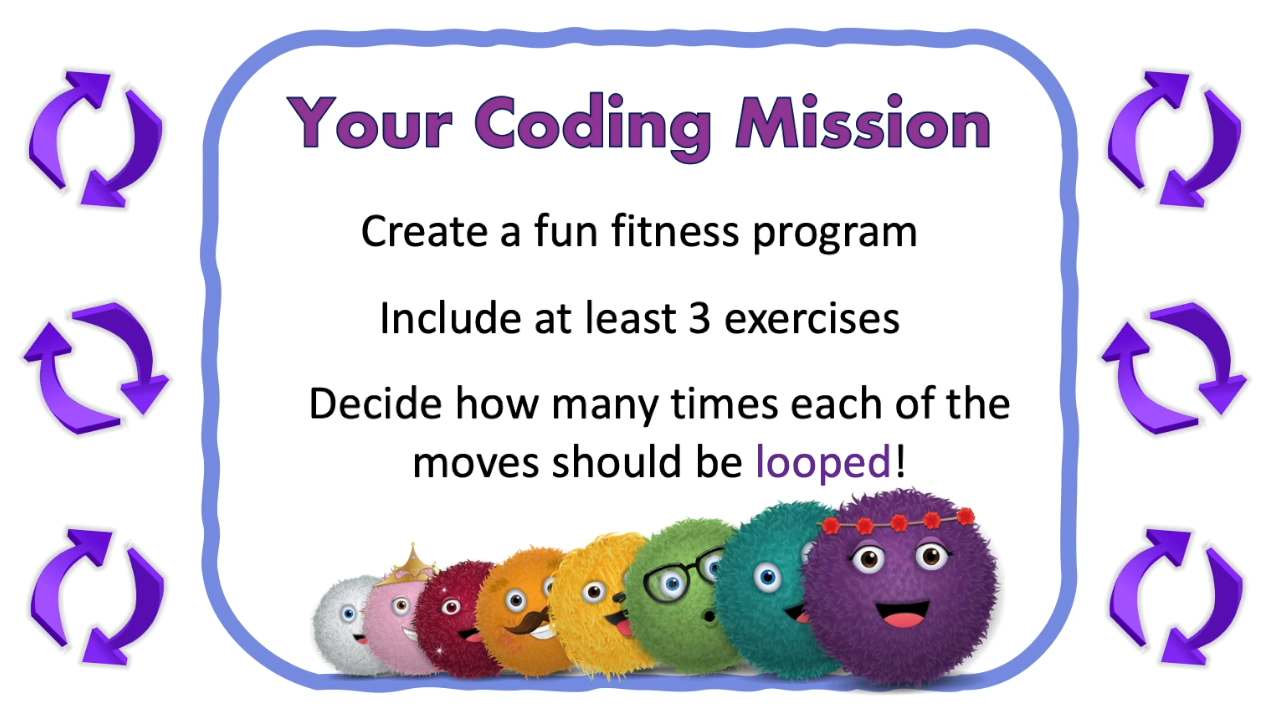 Your Coding Mission
Create a fun fitness program
Include at least 3 exercises
Decide how many times each of the
moves should be looped!